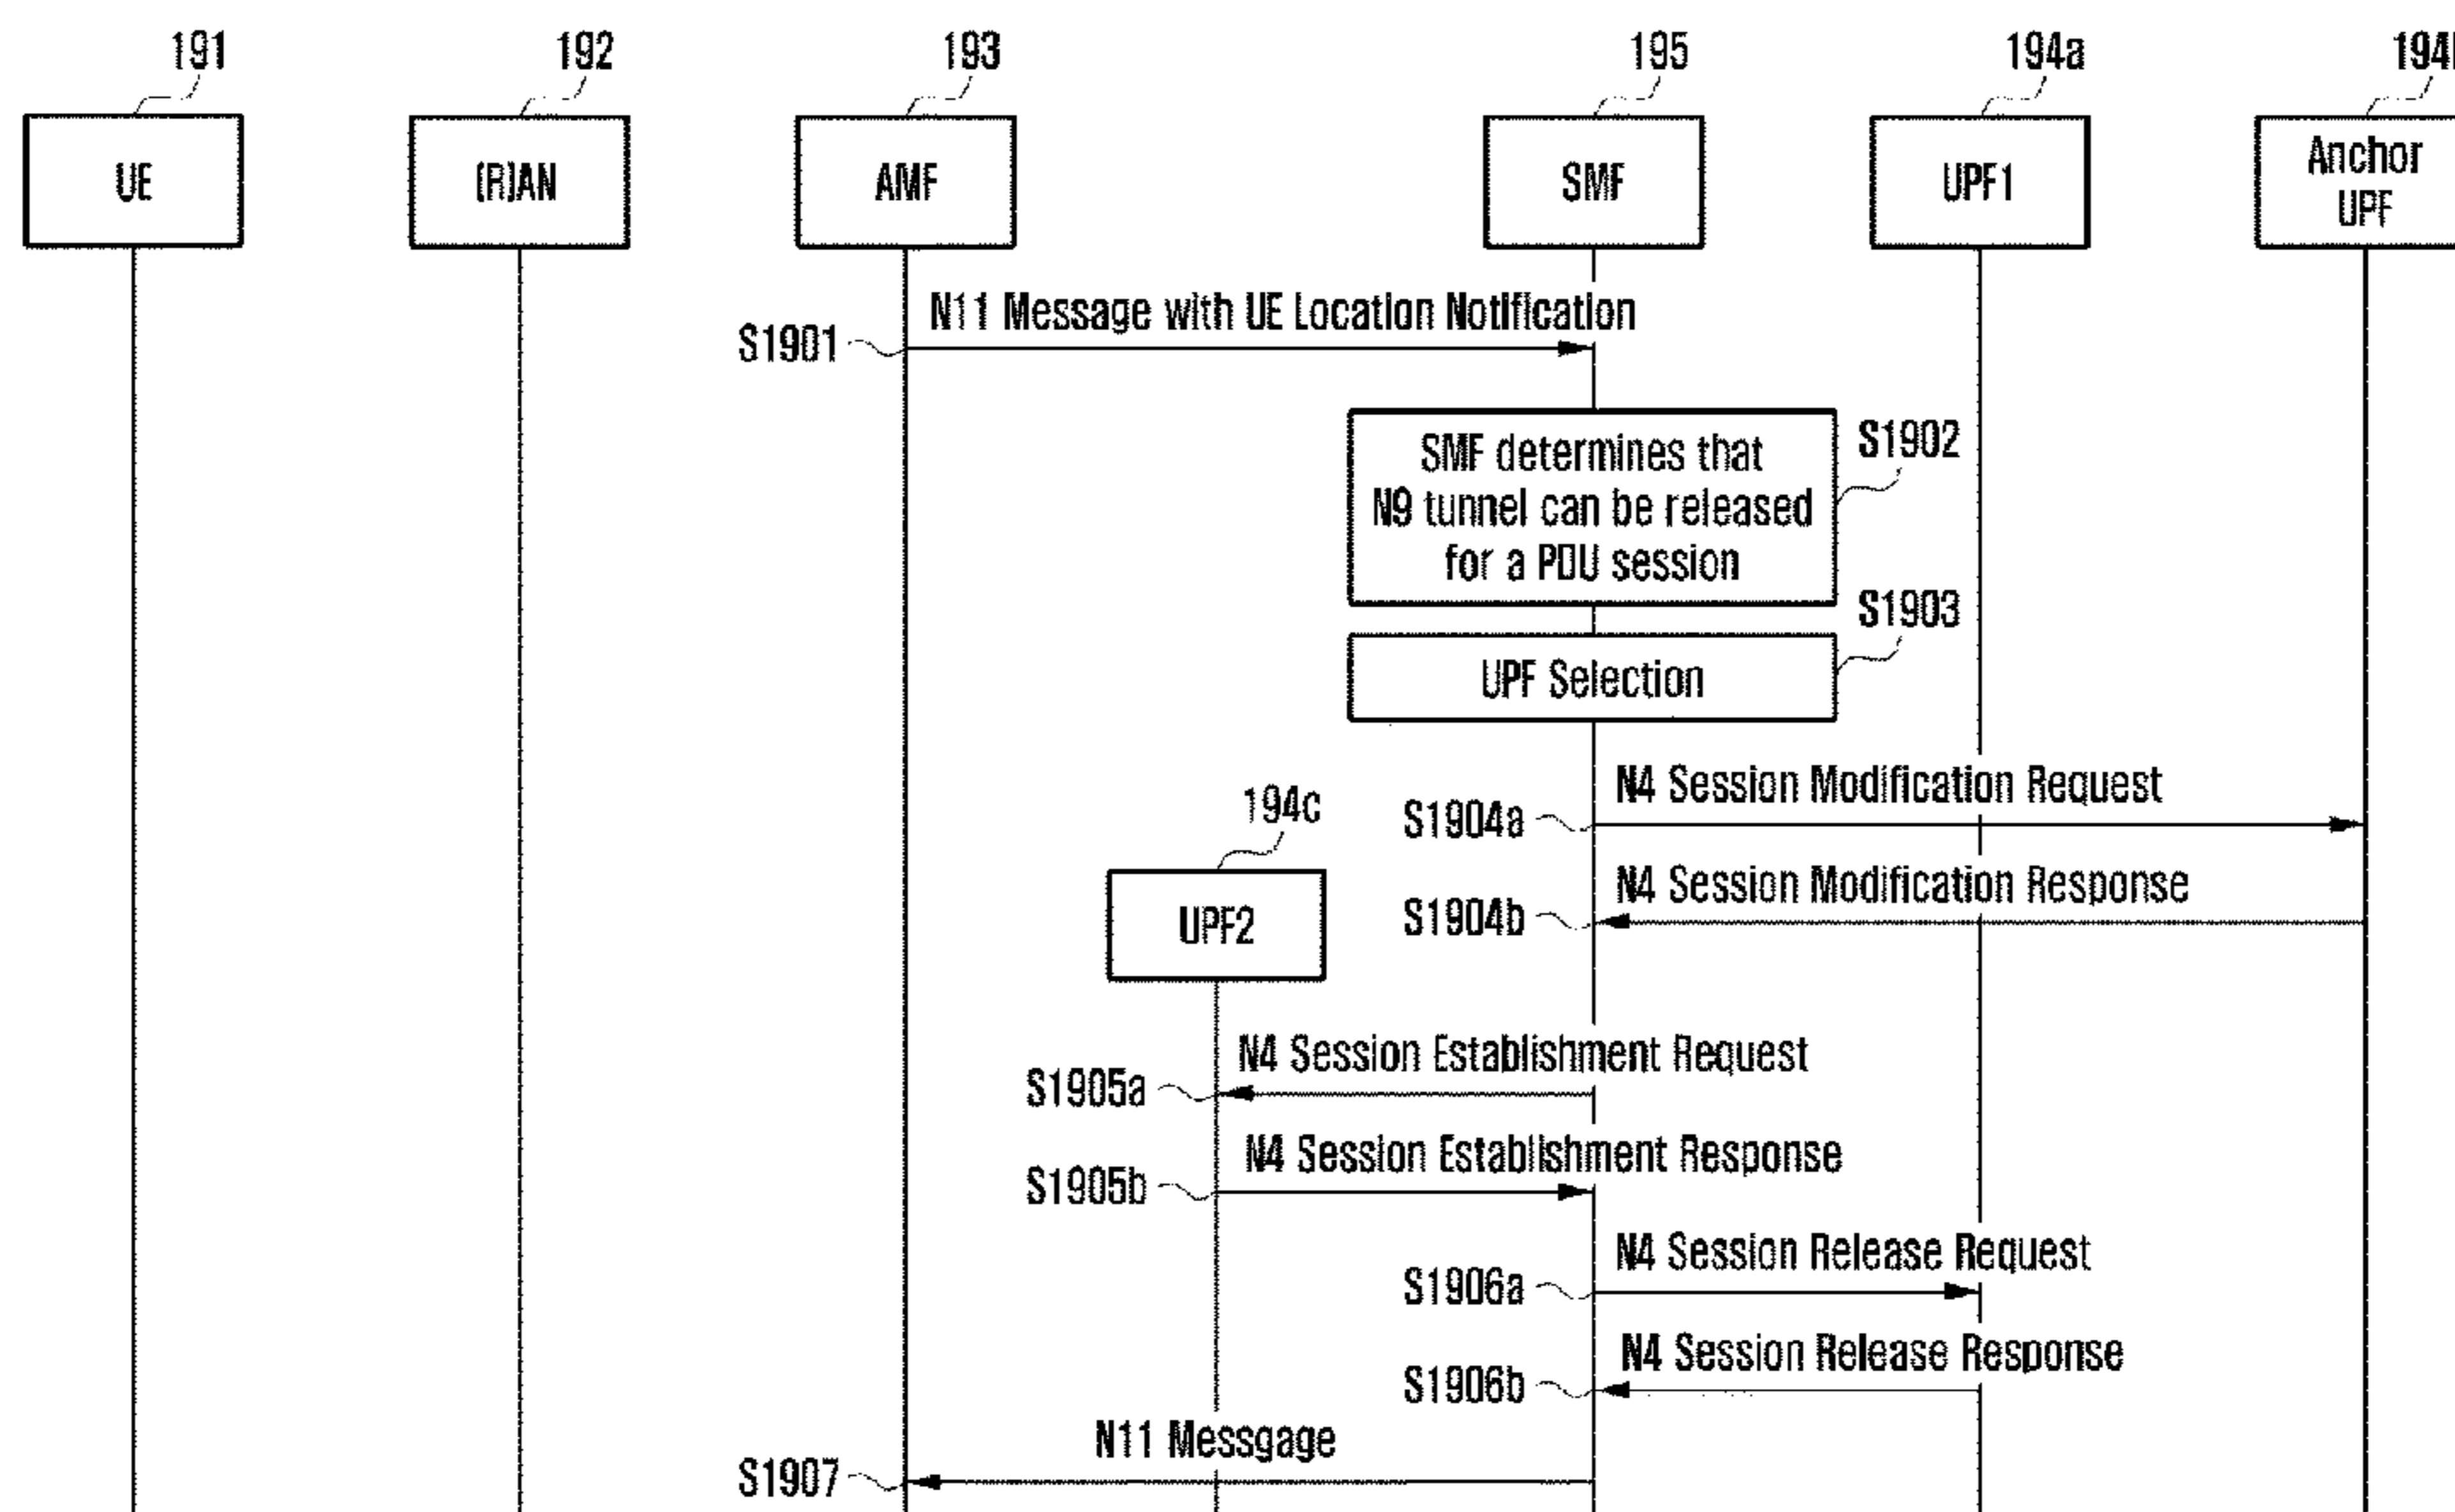 191
192
193
195
194a
UE
(R)AN
AMF
SMF
UPF1
Anchor
UPF
N11 Message with UE Location Notification
S1901
SMF determines that
N9 tunnel can be released
for a PDU session
S1902
UPF Selection
S1903
N4 Session Modification Request
S1904a
194c
UPF2
N4 Session Modification Response
S1904b
N4 Session Establishment Request
S1905a
N4 Session Establishment Response
S1905b
N4 Session Release Request
S1906a
N4 Session Release Response
S1906b
N11 Messgage
S1907